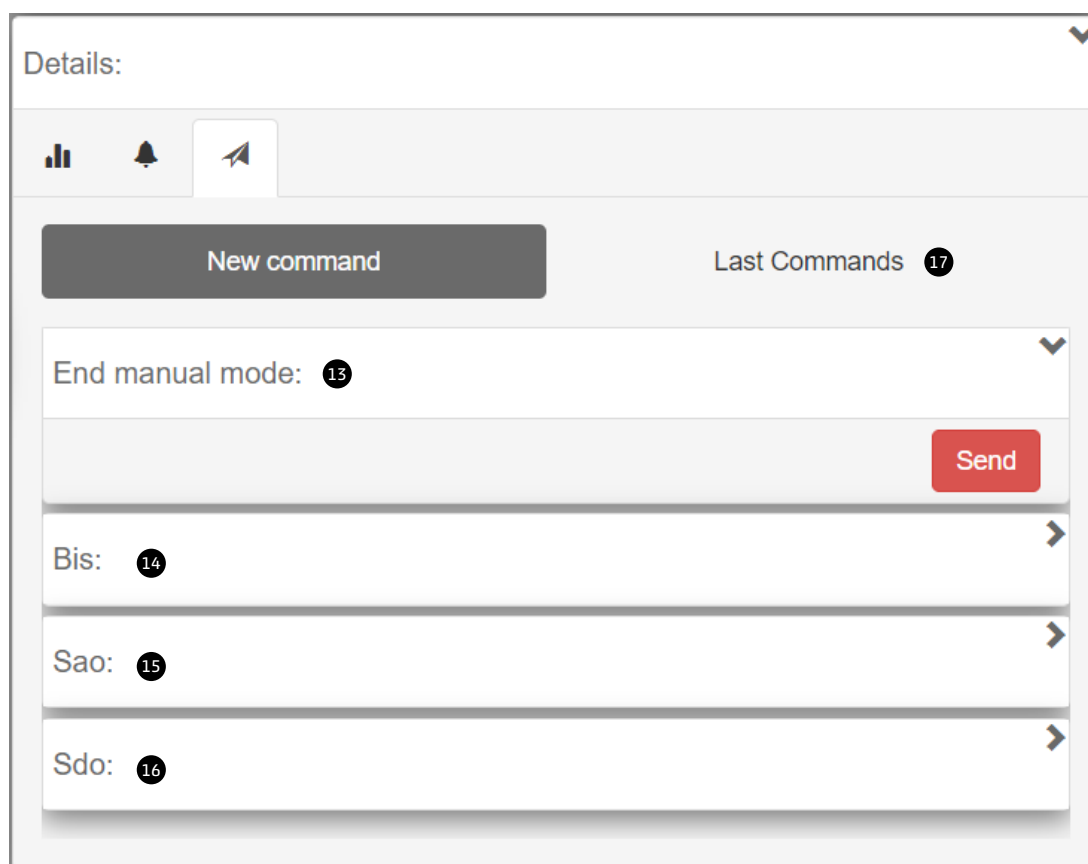 Details:
New command
Last Commands 17
End manual mode: 13
Send
Bis: 14
Sao: 15
Sdo: 16